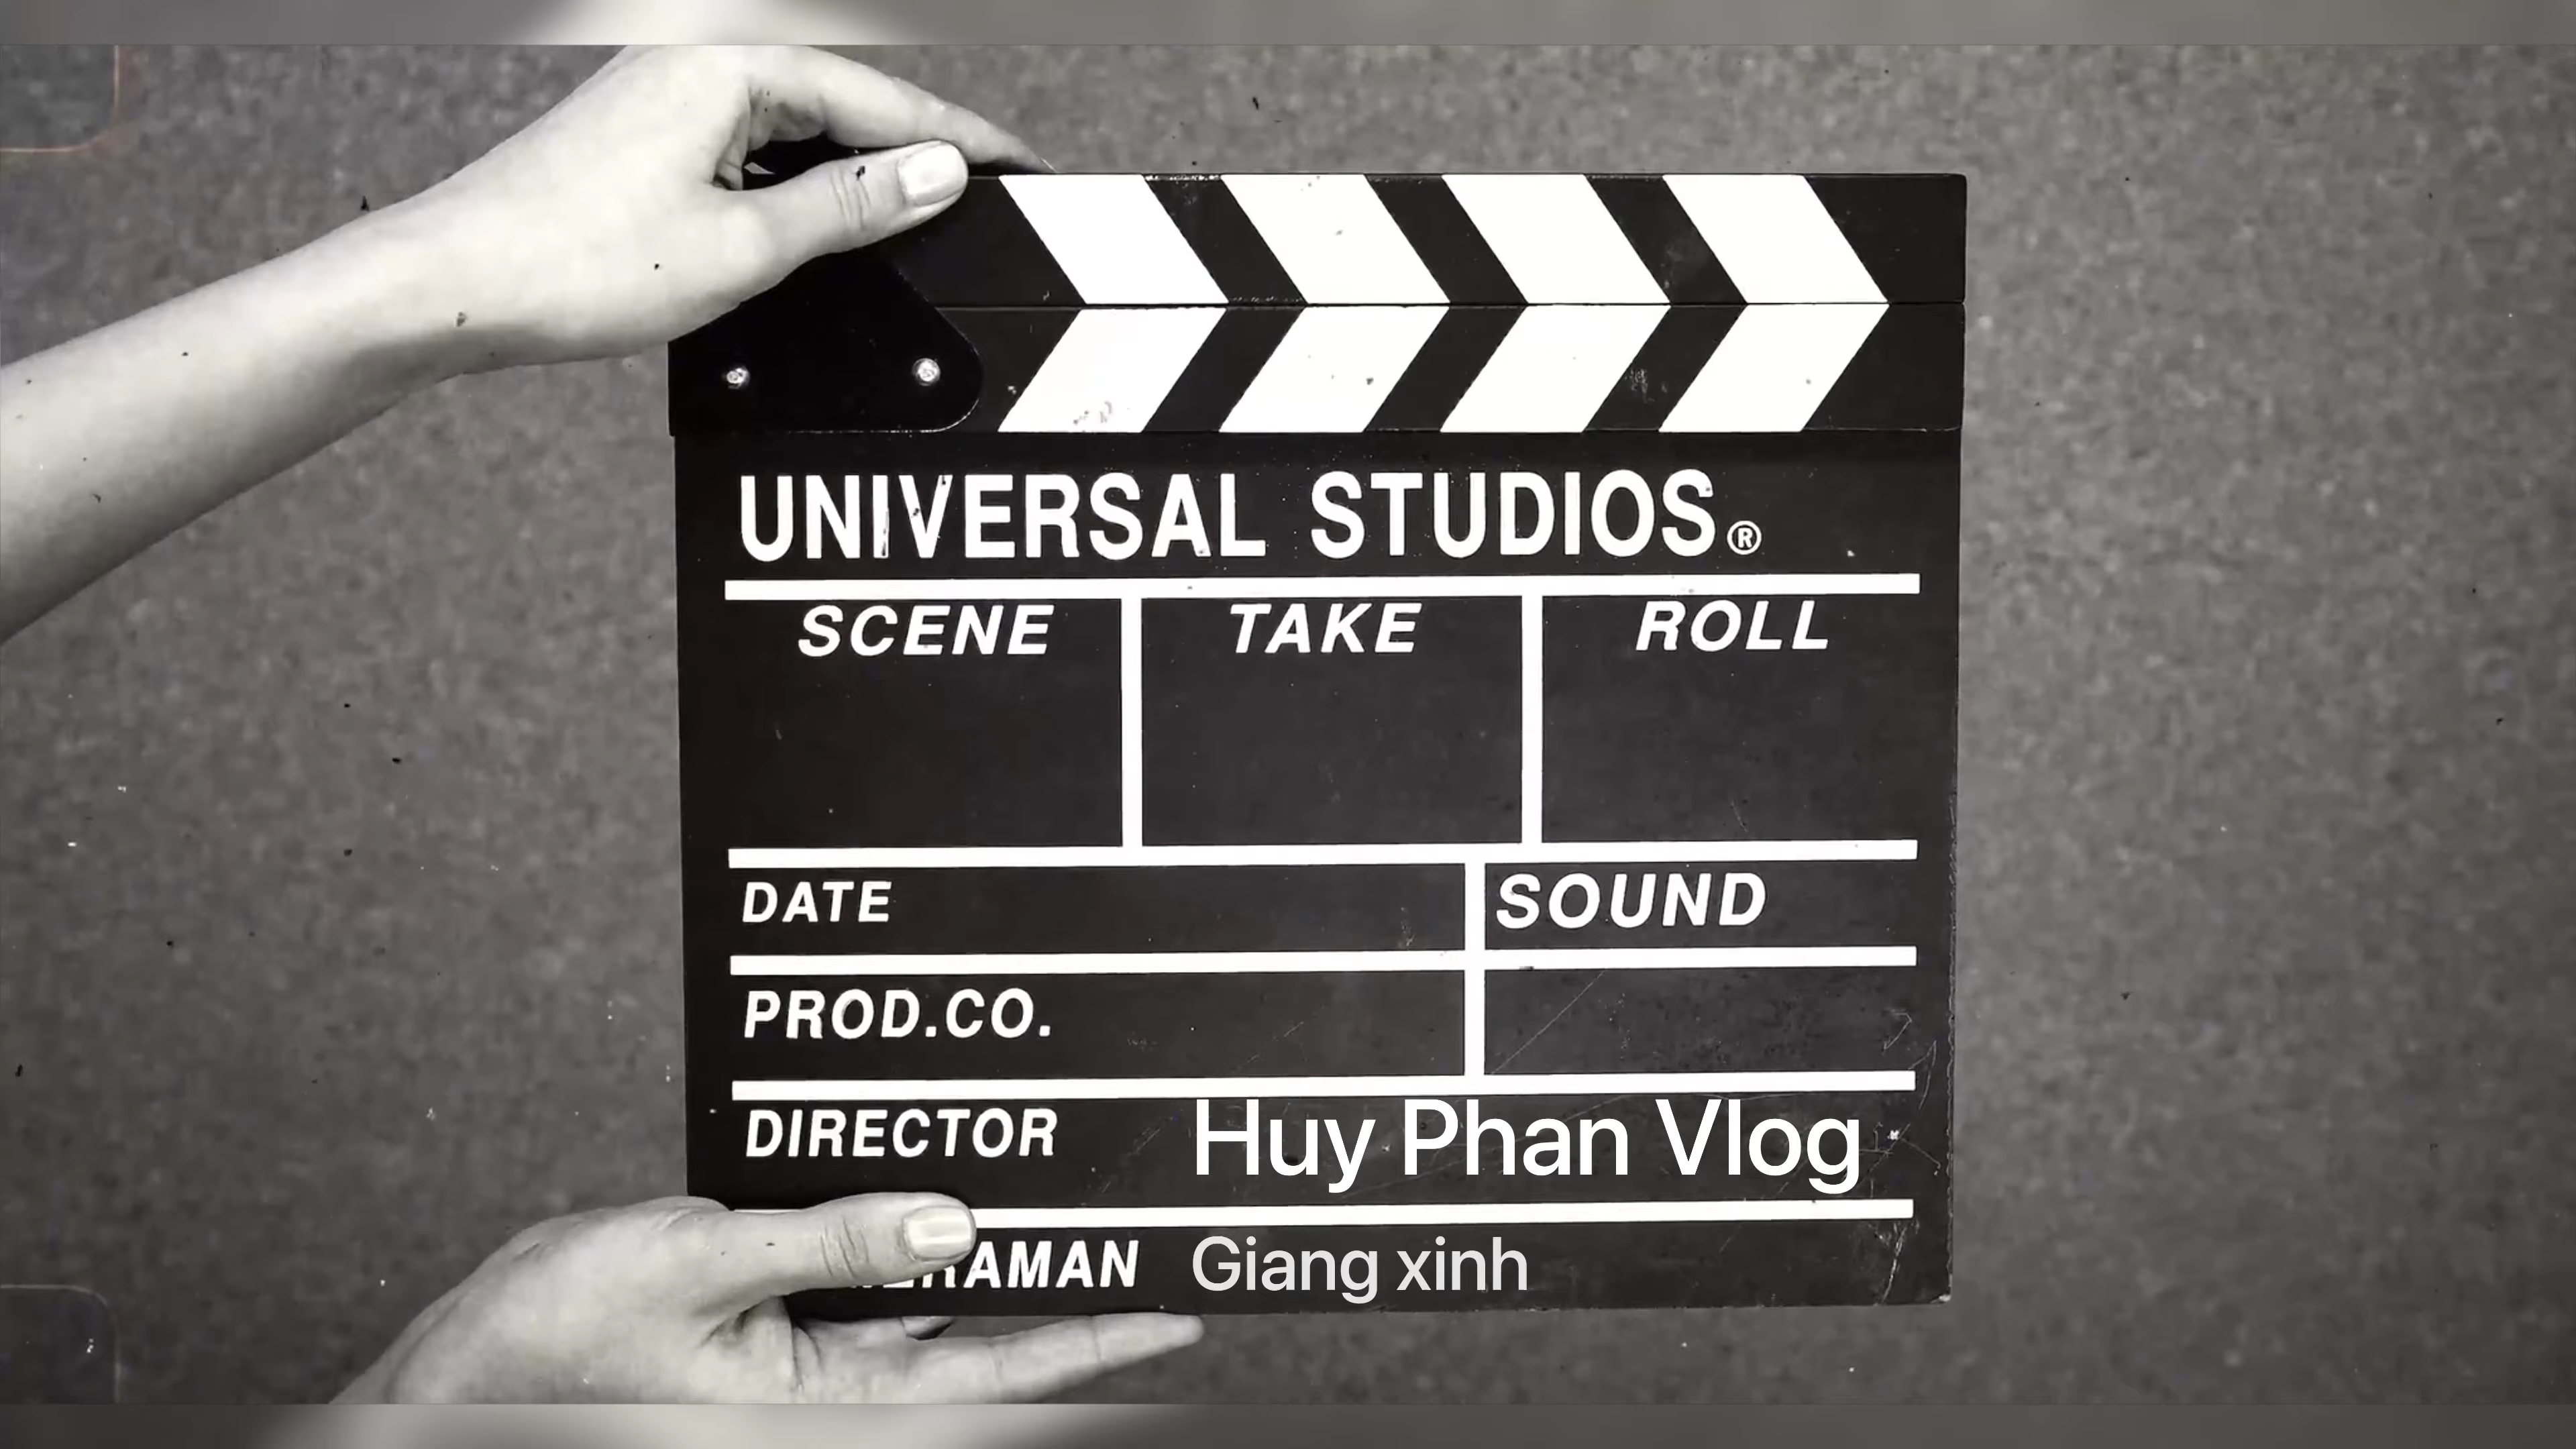 UNIVERSAL STUDIOS®
SCENE TAKE ROLL
DATE SOUND
PROD.CO.
DIRECTOR Huy Phan Vlog
Giang xinh